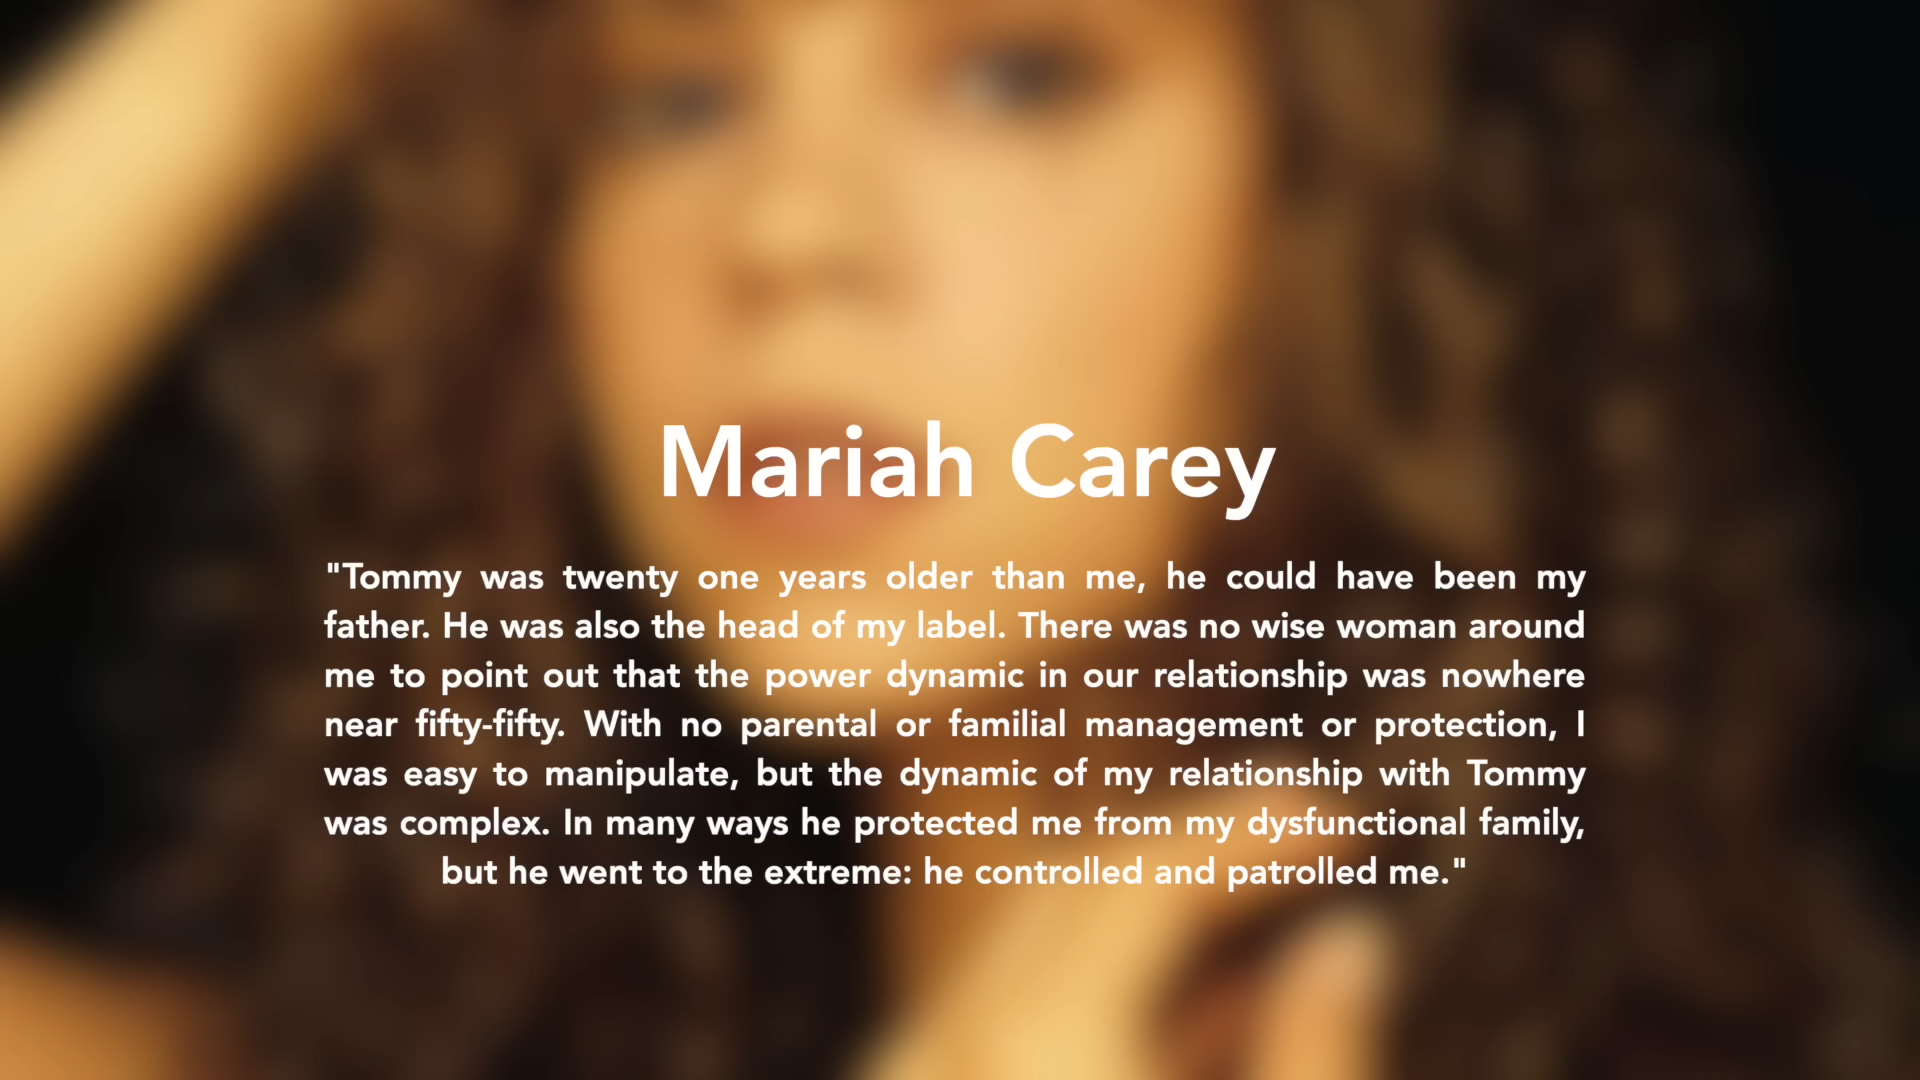 Mariah Carey
"Tommy was twenty one years older than me, he could have been my
father. He was also the head of my label. There was no wise woman around
me to point out that the power dynamic in our relationship was nowhere
near fifty-fifty. With no parental or familial management or protection, I
was easy to manipulate, but the dynamic of my relationship with Tommy
was complex. In many ways he protected me from my dysfunctional family,
but he went to the extreme: he controlled and patrolled me."